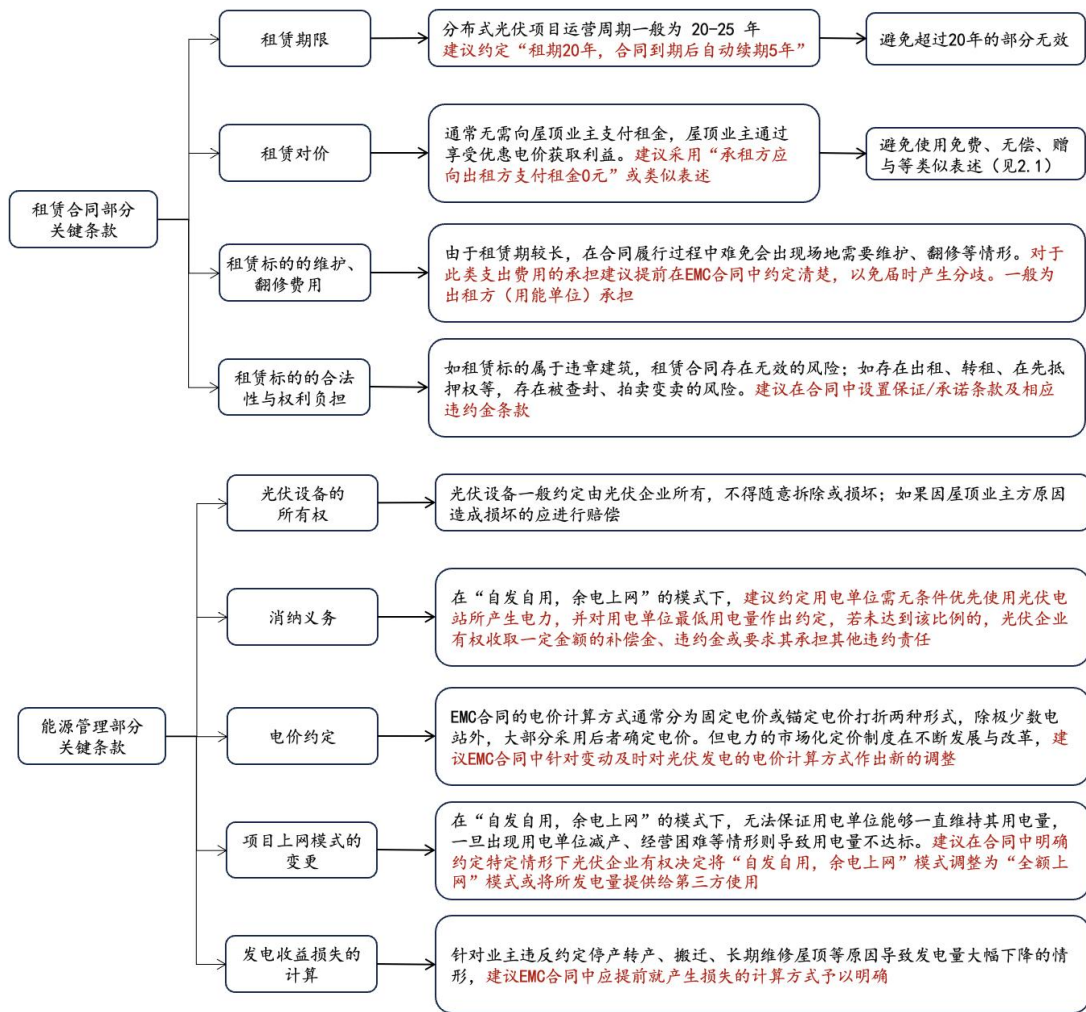 租赁合同部分
关键条款
租赁期限
分布式光伏项目运营周期一般为 20-25 年
建议约定“租期20年，合同到期后自动续期5年”
避免超过20年的部分无效
租赁对价
通常无需向屋顶业主支付租金，屋顶业主通过
享受优惠电价获取利益。建议采用“承租方应
向出租方支付租金0元”或类似表述
避免使用免费、无偿、赠
与等类似表述（见2.1）
租赁标的的维护、
翻修费用
由于租赁期较长，在合同履行过程中难免会出现场地需要维护、翻修等情形。对于
此类支出费用的承担建议提前在EMC合同中约定清楚，以免届时产生分歧。一般为
出租方（用能单位）承担
租赁标的的合法
性与权利负担
如租赁标的属于违章建筑，租赁合同存在无效的风险；如存在出租、转租、在先抵
押权等，存在被查封、拍卖变卖的风险。建议在合同中设置保证/承诺条款及相应
违约金条款
能源管理部分
关键条款
光伏设备的
所有权
光伏设备一般约定由光伏企业所有，不得随意拆除或损坏；如果因屋顶业主方原因
造成损坏的应进行赔偿
消纳义务
在“自发自用，余电上网”的模式下，建议约定用电单位需无条件优先使用光伏电
站所产生电力，并对用电单位最低用电量作出约定，若未达到该比例的，光伏企业
有权收取一定金额的补偿金、违约金或要求其承担其他违约责任
电价约定
EMC合同的电价计算方式通常分为固定电价或锚定电价打折两种形式，除极少数电
站外，大部分采用后者确定电价。但电力的市场化定价制度在不断发展与改革，建
议EMC合同中针对变动及时对光伏发电的电价计算方式作出新的调整
项目上网模式的
变更
在“自发自用，余电上网”的模式下，无法保证用电单位能够一直维持其用电量，
一旦出现用电单位减产、经营困难等情形则导致用电量不达标。建议在合同中明确
约定特定情形下光伏企业有权决定将“自发自用，余电上网”模式调整为“全额上
网”模式或将所发电量提供给第三方使用
发电收益损失的
计算
针对业主违反约定停产转产、搬迁、长期维修屋顶等原因导致发电量大幅下降的情
形，建议EMC合同中应提前就产生损失的计算方式予以明确